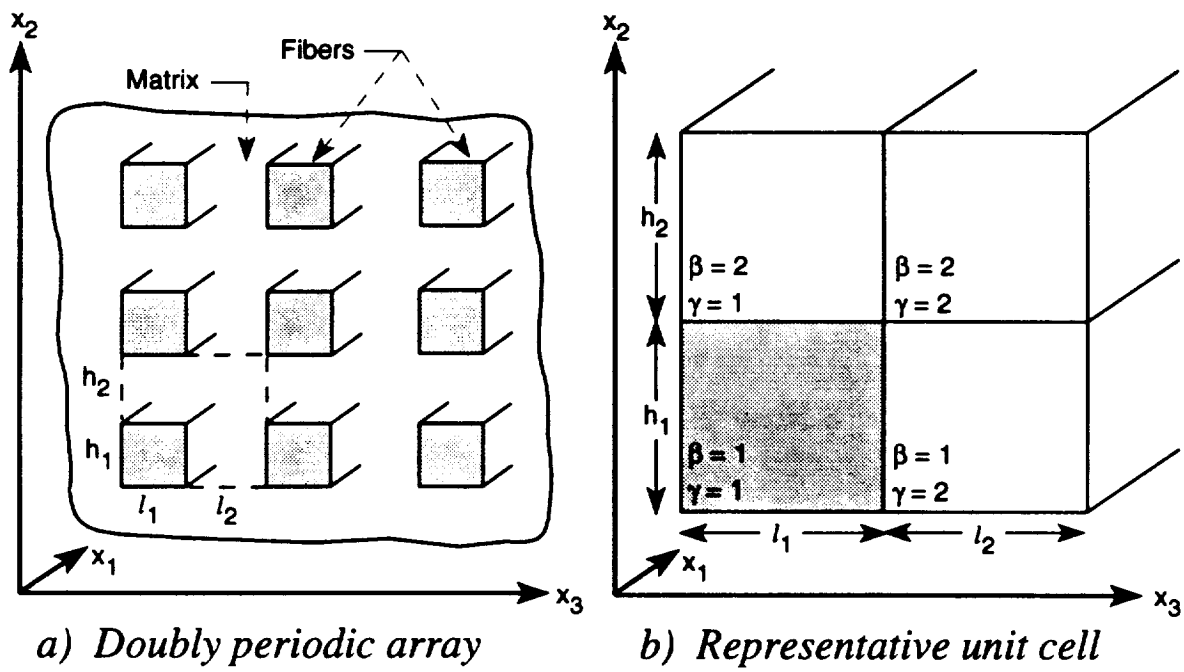 x₂
Fibers
Matrix
h₂
h₁
l₁ l₂
x₁
x₃
a) Doubly periodic array
x₂
h₂
β = 2
γ = 1
β = 2
γ = 2
h₁
β = 1
γ = 1
β = 1
γ = 2
l₁ l₂
x₁
x₃
b) Representative unit cell